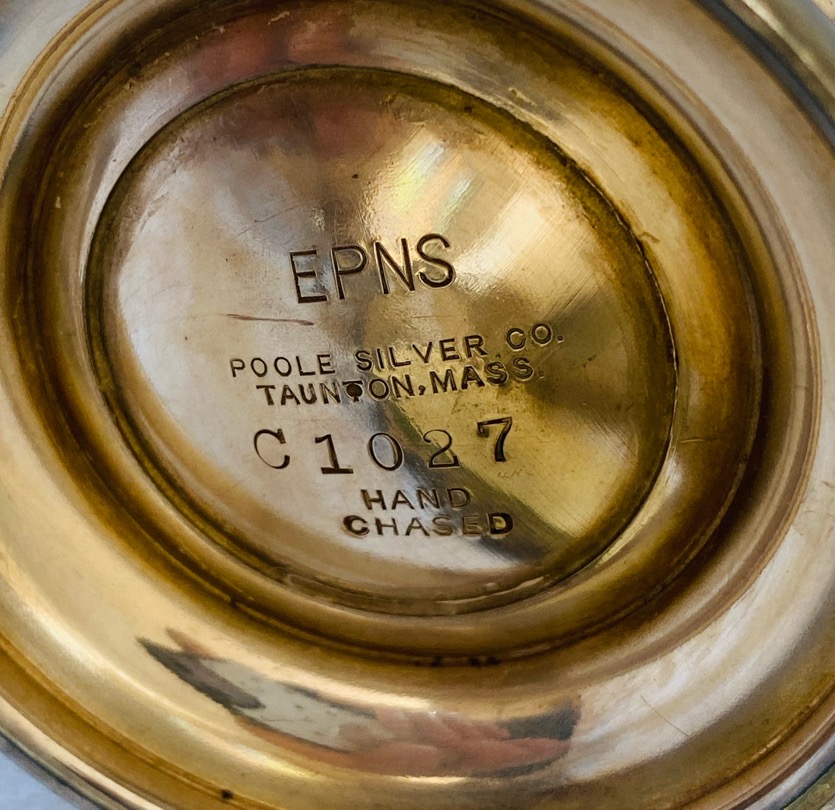 EPNS
POOLE SILVER CO.
TAUNTON, MASS.
C1027
HAND
CHASED